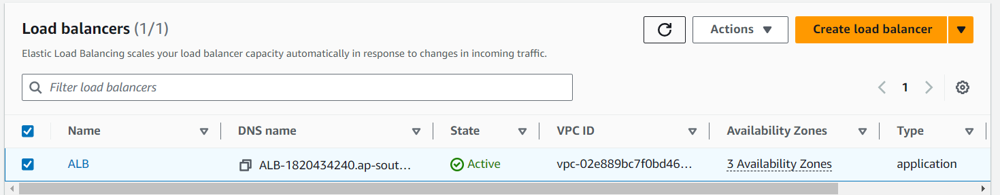 Load balancers (1/1)
Actions
Create load balancer
Elastic Load Balancing scales your load balancer capacity automatically in response to changes in incoming traffic.
Filter load balancers
1
Name DNS name State VPC ID Availability Zones Type
ALB ALB-1820434240.ap-sout... Active vpc-02e889bc7f0bd46... 3 Availability Zones application